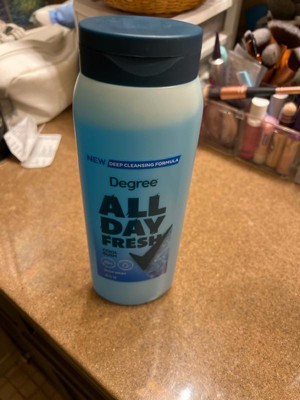 NEW DEEP CLEANSING FORMULA
Degree
ALL
DAY
FRESH